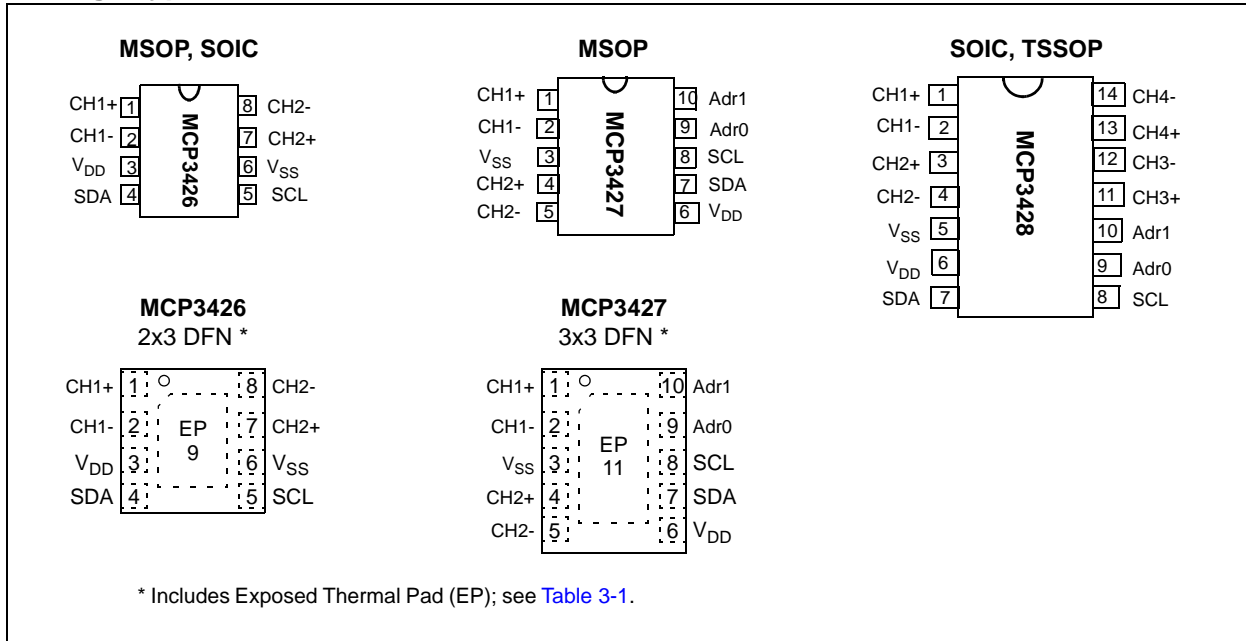 MSOP, SOIC
CH1+ 1 8 CH2-
CH1- 2 7 CH2+
VDD 3 6 VSS
SDA 4 5 SCL
MCP3426
MSOP
CH1+ 1 10 Adr1
CH1- 2 9 Adr0
VSS 3 8 SCL
CH2+ 4 7 SDA
CH2- 5 6 VDD
MCP3427
SOIC, TSSOP
CH1+ 1 14 CH4-
CH1- 2 13 CH4+
CH2+ 3 12 CH3-
CH2- 4 11 CH3+
VSS 5 10 Adr1
VDD 6 9 Adr0
SDA 7 8 SCL
MCP3428
MCP3426
2x3 DFN *
CH1+ 1 8 CH2-
CH1- 2 7 CH2+
VDD 3 6 VSS
SDA 4 5 SCL
EP
9
MCP3427
3x3 DFN *
CH1+ 1 10 Adr1
CH1- 2 9 Adr0
VSS 3 8 SCL
CH2+ 4 7 SDA
CH2- 5 6 VDD
EP
11
* Includes Exposed Thermal Pad (EP); see Table 3-1.